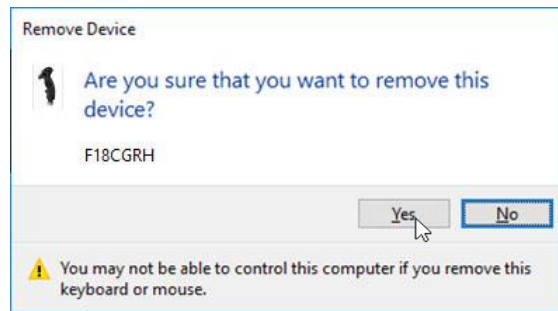 Remove Device
Are you sure that you want to remove this
device?
F18CGRH
Yes
No
You may not be able to control this computer if you remove this
keyboard or mouse.